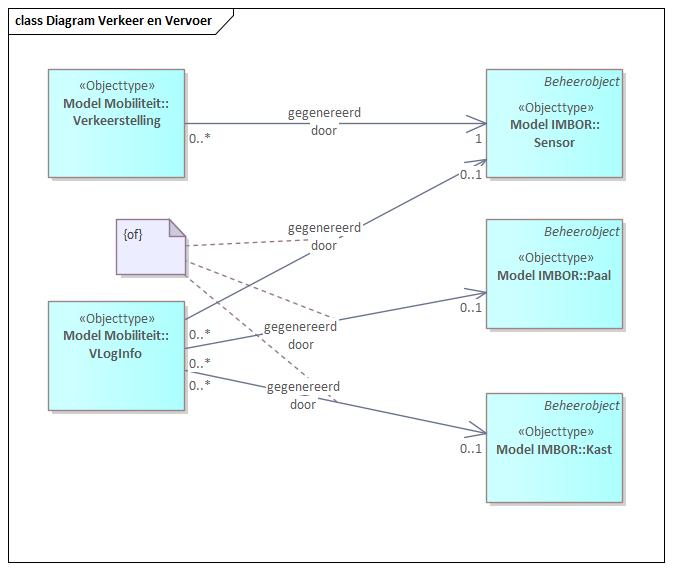 class Diagram Verkeer en Vervoer
«Objecttype»
Model Mobiliteit::
Verkeerstelling
gegenereerd
door
0..*
1
Beheerobject
«Objecttype»
Model IMBOR::
Sensor
{of}
gegenereerd
door
0..1
Beheerobject
«Objecttype»
Model IMBOR::Paal
«Objecttype»
Model Mobiliteit::
VLogInfo
0..*
0..*
0..*
gegenereerd
door
0..1
gegenereerd
door
0..1
Beheerobject
«Objecttype»
Model IMBOR::Kast